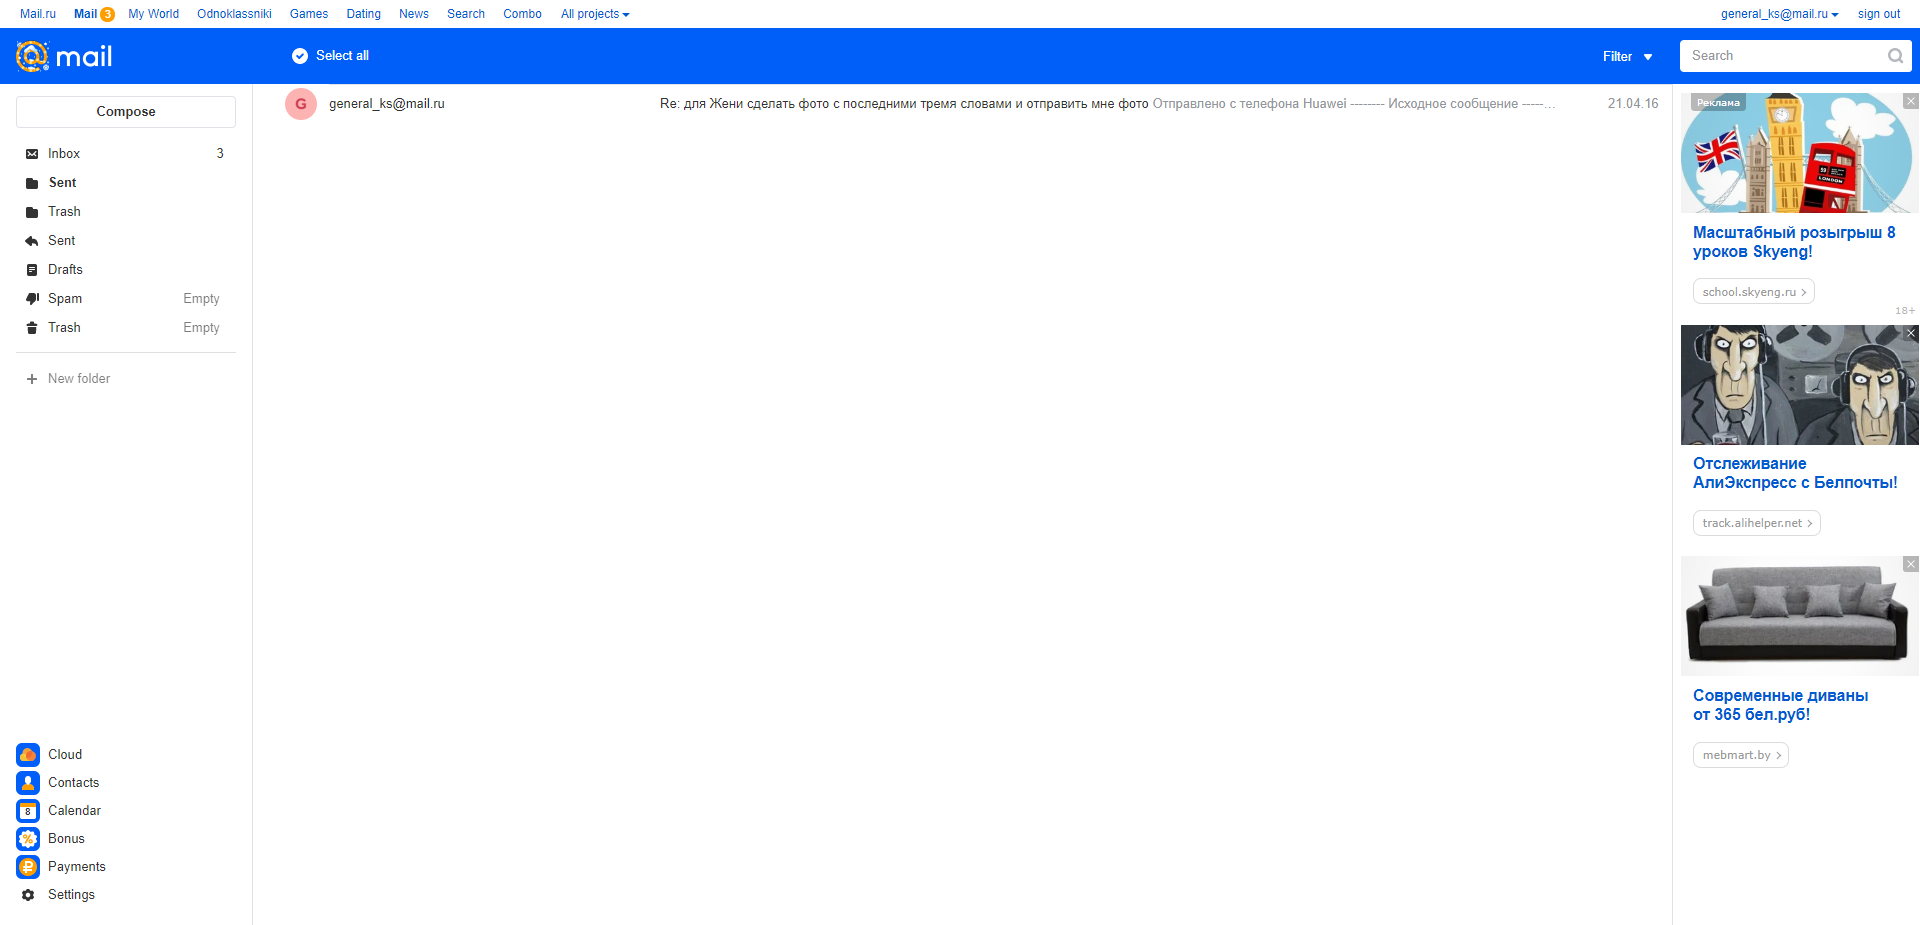 Mail.ru Mail 3 My World Odnoklassniki Games Dating News Search Combo All projects general_ks@mail.ru sign out
mail Select all Filter Search
Compose
Inbox 3
Sent
Trash
Sent
Drafts
Spam Empty
Trash Empty
New folder
Cloud
Contacts
8 Calendar
% Bonus
₽ Payments
Settings
G general_ks@mail.ru Re: для Жени сделать фото с последними тремя словами и отправить мне фото Отправлено с телефона Huawei -------- Исходное сообщение -----... 21.04.16
Реклама
LONDON
Масштабный розыгрыш 8
уроков Skyeng!
school.skyeng.ru
18+
Отслеживание
АлиЭкспресс с Белпочты!
track.alihelper.net
Современные диваны
от 365 бел.руб!
mebmart.by